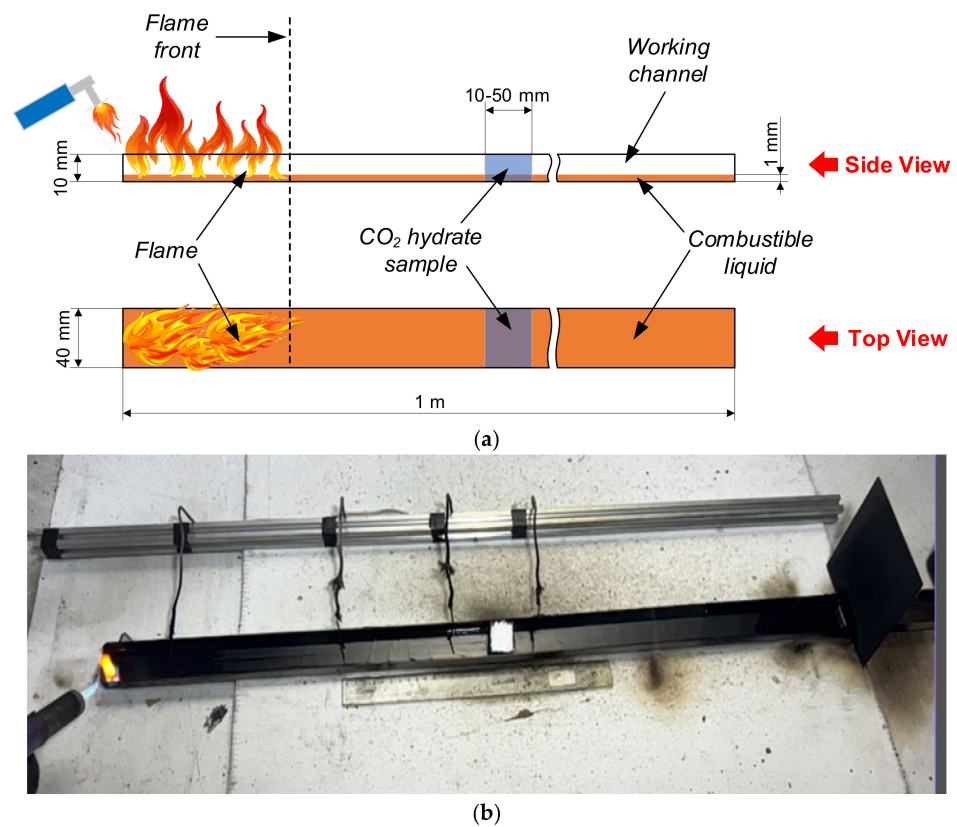 Flame
front
Working
channel
10-50 mm
1 mm
10 mm
Side View
Flame
CO₂ hydrate
sample
Combustible
liquid
40 mm
Top View
1 m
(a)
(b)